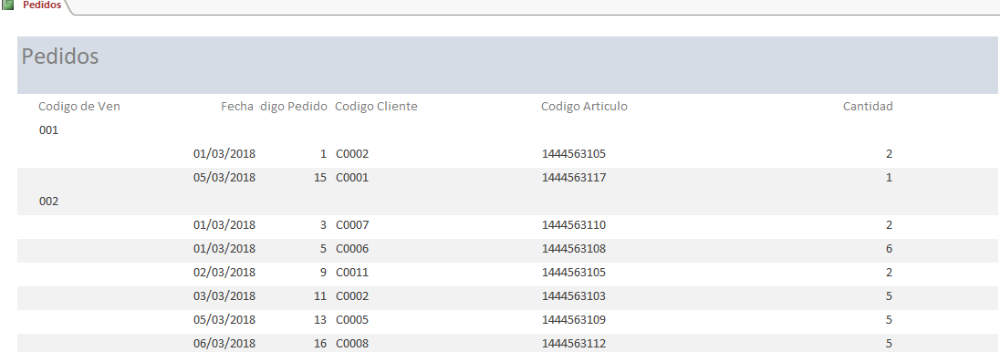 Pedidos
Pedidos
Codigo de Ven Fecha digo Pedido Codigo Cliente Codigo Articulo Cantidad
001
01/03/2018 1 C0002 1444563105 2
05/03/2018 15 C0001 1444563117 1
002
01/03/2018 3 C0007 1444563110 2
01/03/2018 5 C0006 1444563108 6
02/03/2018 9 C0011 1444563105 2
03/03/2018 11 C0002 1444563103 5
05/03/2018 13 C0005 1444563109 5
06/03/2018 16 C0008 1444563112 5